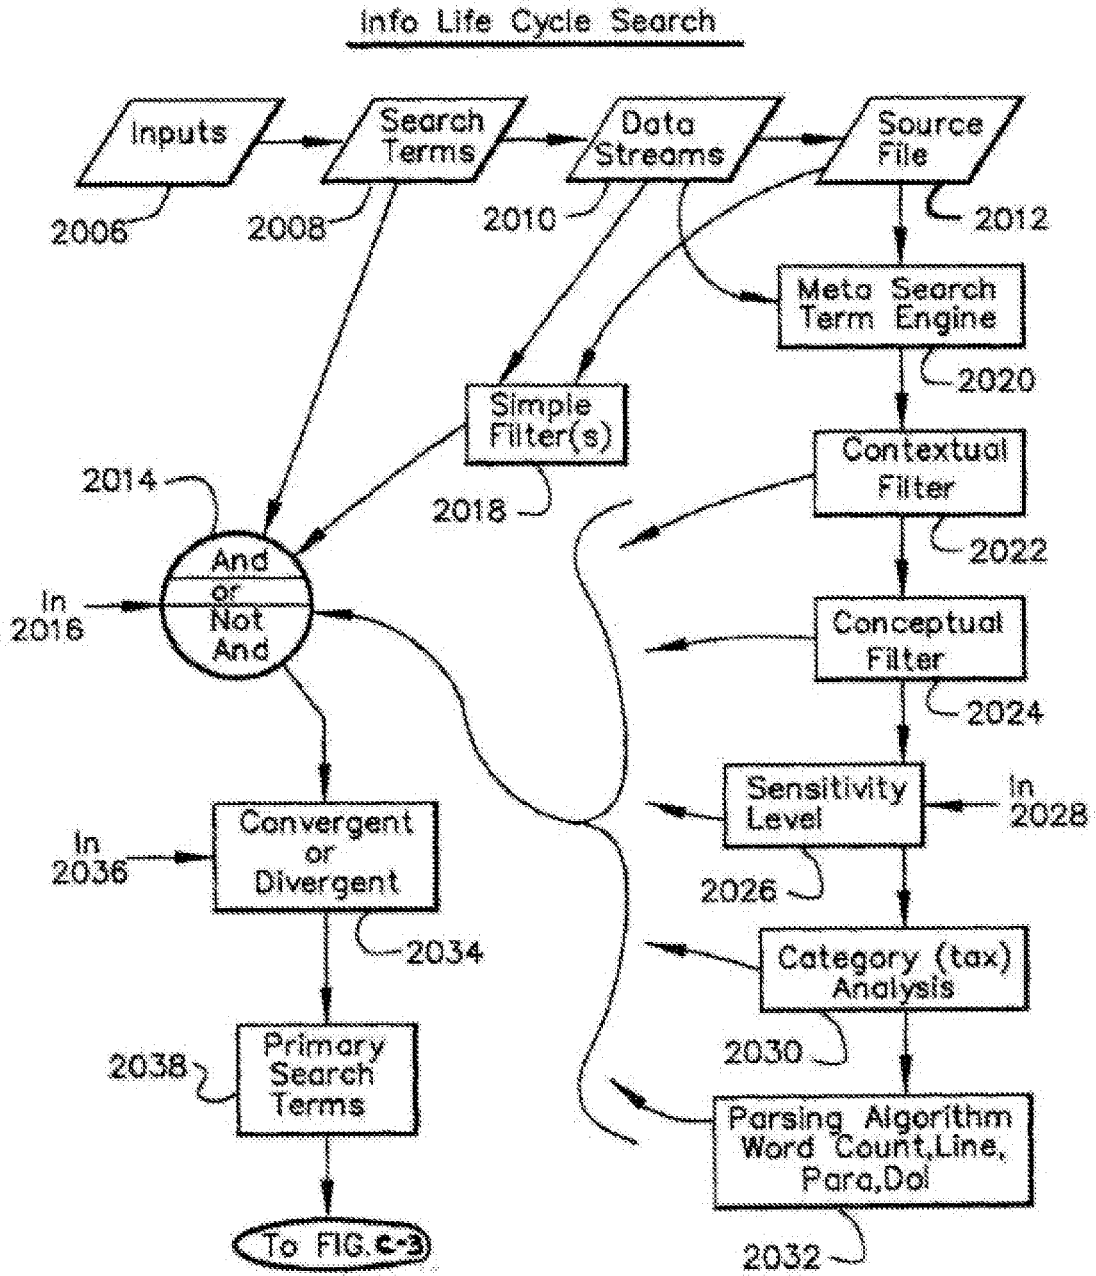 Info Life Cycle Search
Inputs
2006
Search
Terms
2008
Data
Streams
2010
Source
File
2012
Meta Search
Term Engine
2020
Simple
Filter(s)
2018
Contextual
Filter
2022
2014
And
or
Not
And
In
2016
Conceptual
Filter
2024
Sensitivity
Level
In
2028
2026
Convergent
or
Divergent
In
2036
2034
Category (tax)
Analysis
2030
Primary
Search
Terms
2038
Parsing Algorithm
Word Count,Line,
Para,Dol
2032
To FIG. C-3